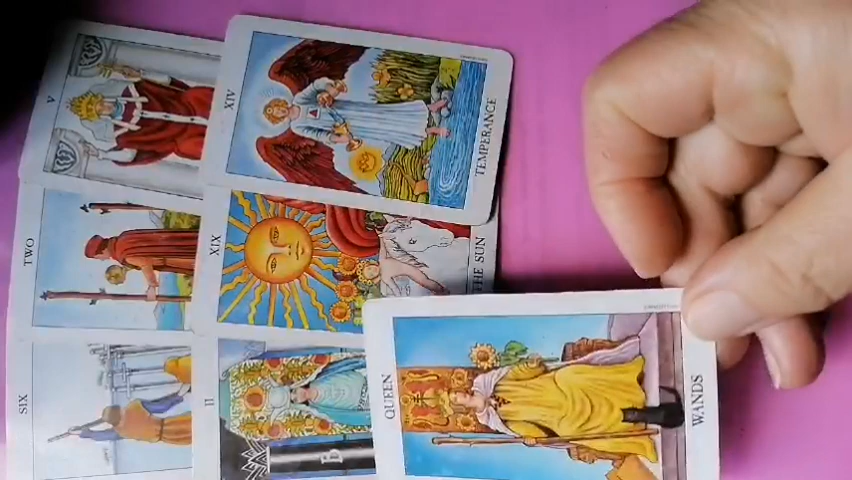 V
XIV
TEMPERANCE
TWO
XIX
THE SUN
SIX
II
B
QUEEN
WANDS